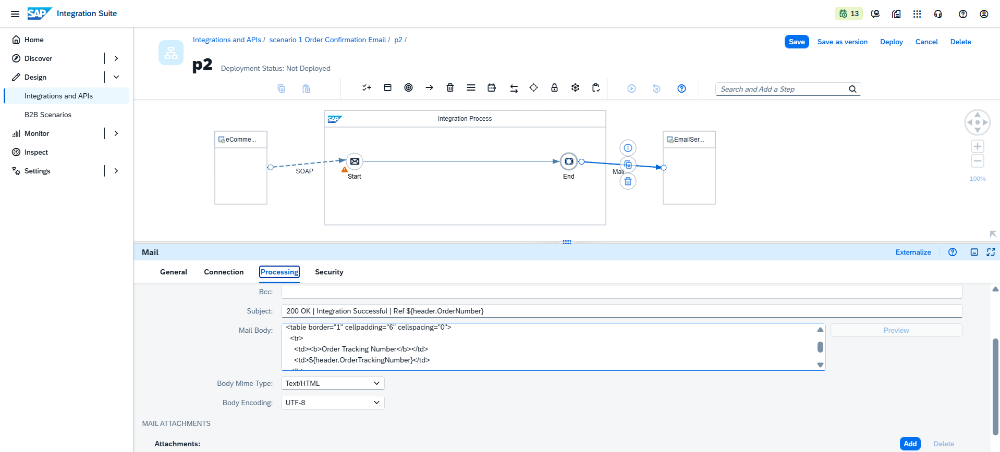 SAP Integration Suite
13
Home
Discover
Design
Integrations and APIs
B2B Scenarios
Monitor
Inspect
Settings
Integrations and APIs / scenario 1 Order Confirmation Email / p2 /
Save Save as version Deploy Cancel Delete
p2 Deployment Status: Not Deployed
Search and Add a Step
SAP Integration Process
eComme...
EmailSer...
SOAP
Start
End
Mail
100%
Mail
Externalize
General Connection Processing Security
Bcc:
Subject: 200 OK | Integration Successful | Ref ${header.OrderNumber}
Mail Body: <table border="1" cellpadding="6" cellspacing="0">
<tr>
<td><b>Order Tracking Number</b></td>
<td>${header.OrderTrackingNumber}</td>
</tr>
Preview
Body Mime-Type: Text/HTML
Body Encoding: UTF-8
MAIL ATTACHMENTS
Attachments: Add Delete